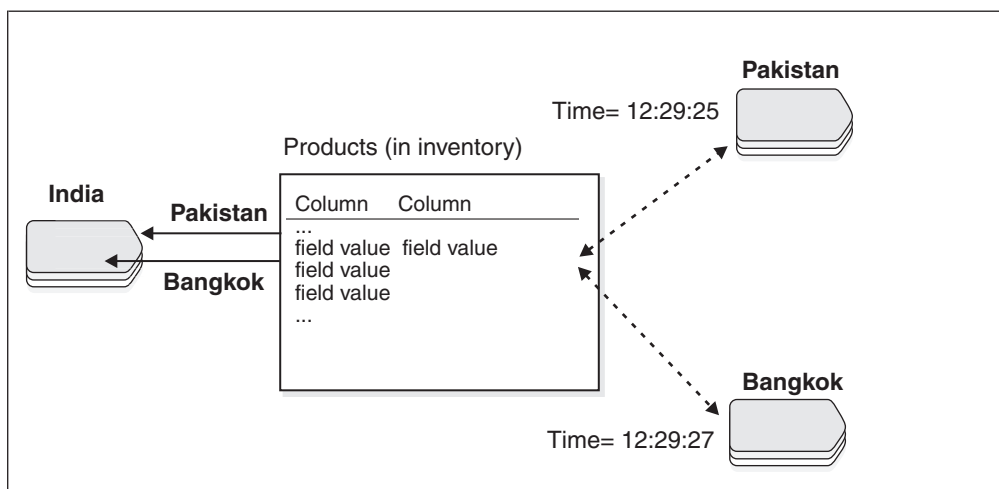 Pakistan
Time= 12:29:25
Products (in inventory)
India
Pakistan
Column Column
...
field value field value
field value
Bangkok
field value
...
Bangkok
Time= 12:29:27